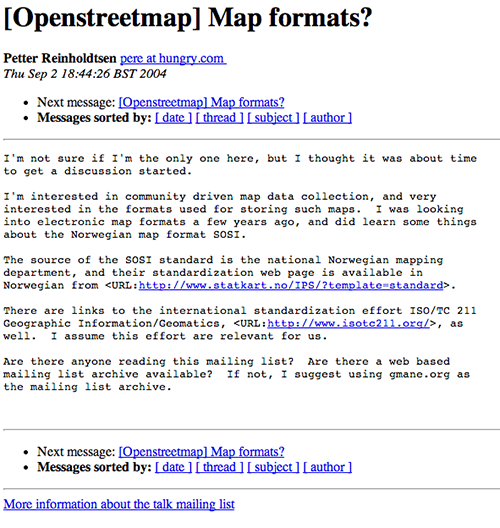 [Openstreetmap] Map formats?
Petter Reinholdtsen pere at hungry.com
Thu Sep 2 18:44:26 BST 2004
Next message: [Openstreetmap] Map formats?
Messages sorted by: [ date ] [ thread ] [ subject ] [ author ]
I'm not sure if I'm the only one here, but I thought it was about time
to get a discussion started.
I'm interested in community driven map data collection, and very
interested in the formats used for storing such maps.  I was looking
into electronic map formats a few years ago, and did learn some things
about the Norwegian map format SOSI.
The source of the SOSI standard is the national Norwegian mapping
department, and their standardization web page is available in
Norwegian from <URL:http://www.statkart.no/IPS/?template=standard>.
There are links to the international standardization effort ISO/TC 211
Geographic Information/Geomatics, <URL:http://www.isotc211.org/>, as
well.  I assume this effort are relevant for us.
Are there anyone reading this mailing list?  Are there a web based
mailing list archive available?  If not, I suggest using gmane.org as
the mailing list archive.
Next message: [Openstreetmap] Map formats?
Messages sorted by: [ date ] [ thread ] [ subject ] [ author ]
More information about the talk mailing list